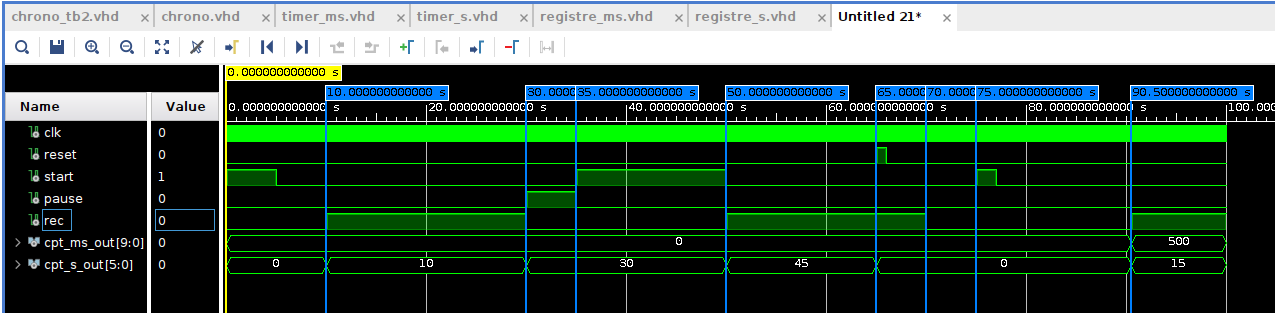 chrono_tb2.vhd × chrono.vhd × timer_ms.vhd × timer_s.vhd × registre_ms.vhd × registre_s.vhd × Untitled 21* ×
0.000000000000 s
10.000000000000 s 30.0000 35.000000000000 s 50.000000000000 s 65.0000 70.0000 75.000000000000 s 90.500000000000 s
Name Value
0.000000000000 s 20.000000000000 s 40.000000000000 s 60.000000000000 s 80.000000000000 s 100.000
clk 0
reset 0
start 1
pause 0
rec 0
cpt_ms_out[9:0] 0 0 500
cpt_s_out[5:0] 0 0 10 30 45 0 15